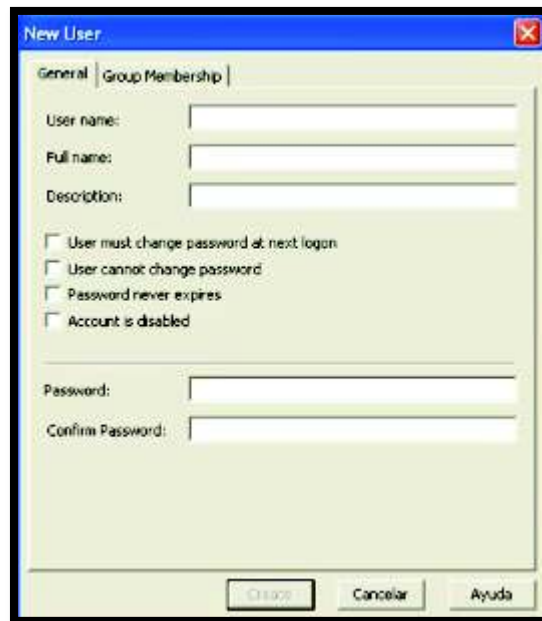 New User
General Group Membership
User name:
Full name:
Description:
User must change password at next logon
User cannot change password
Password never expires
Account is disabled
Password:
Confirm Password:
Create Cancelar Ayuda